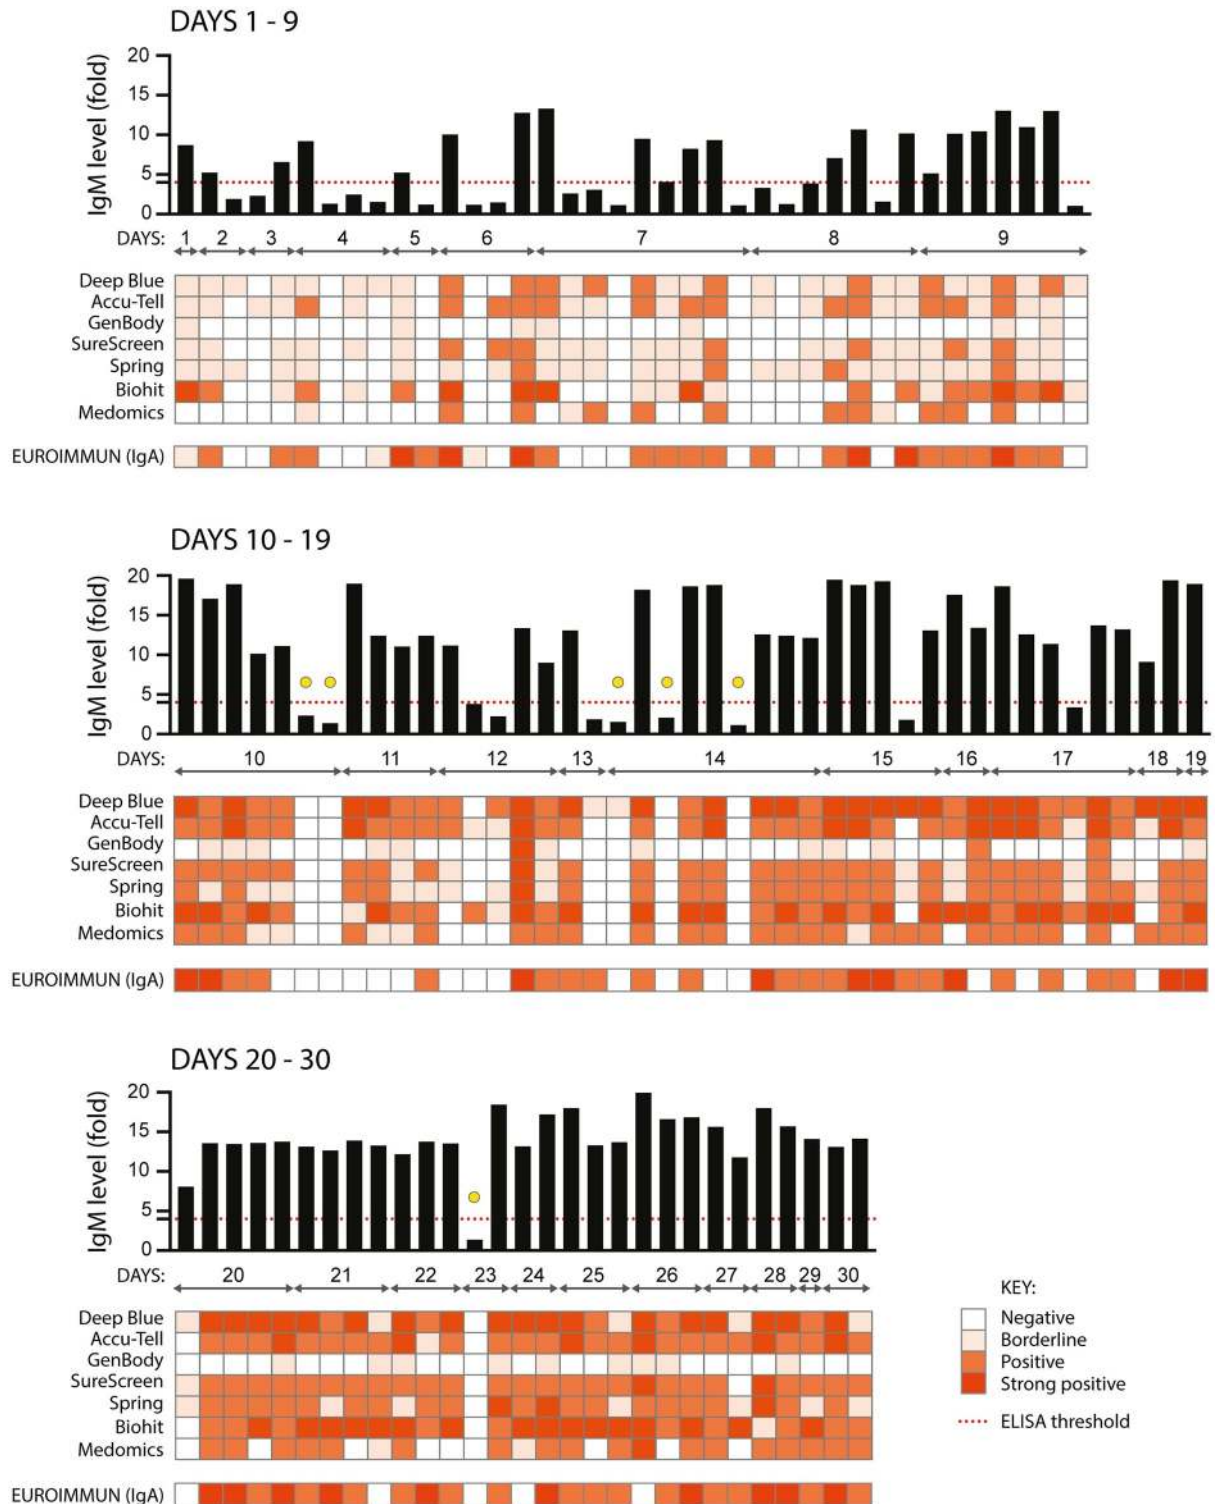 DAYS 1 - 9
IgM level (fold)
20
15
10
5
0
DAYS: 1 2 3 4 5 6 7 8 9
Deep Blue
Accu-Tell
GenBody
SureScreen
Spring
Biohit
Medomics
EUROIMMUN (IgA)
DAYS 10 - 19
IgM level (fold)
20
15
10
5
0
DAYS: 10 11 12 13 14 15 16 17 18 19
Deep Blue
Accu-Tell
GenBody
SureScreen
Spring
Biohit
Medomics
EUROIMMUN (IgA)
DAYS 20 - 30
IgM level (fold)
20
15
10
5
0
DAYS: 20 21 22 23 24 25 26 27 28 29 30
Deep Blue
Accu-Tell
GenBody
SureScreen
Spring
Biohit
Medomics
EUROIMMUN (IgA)
KEY:
Negative
Borderline
Positive
Strong positive
ELISA threshold